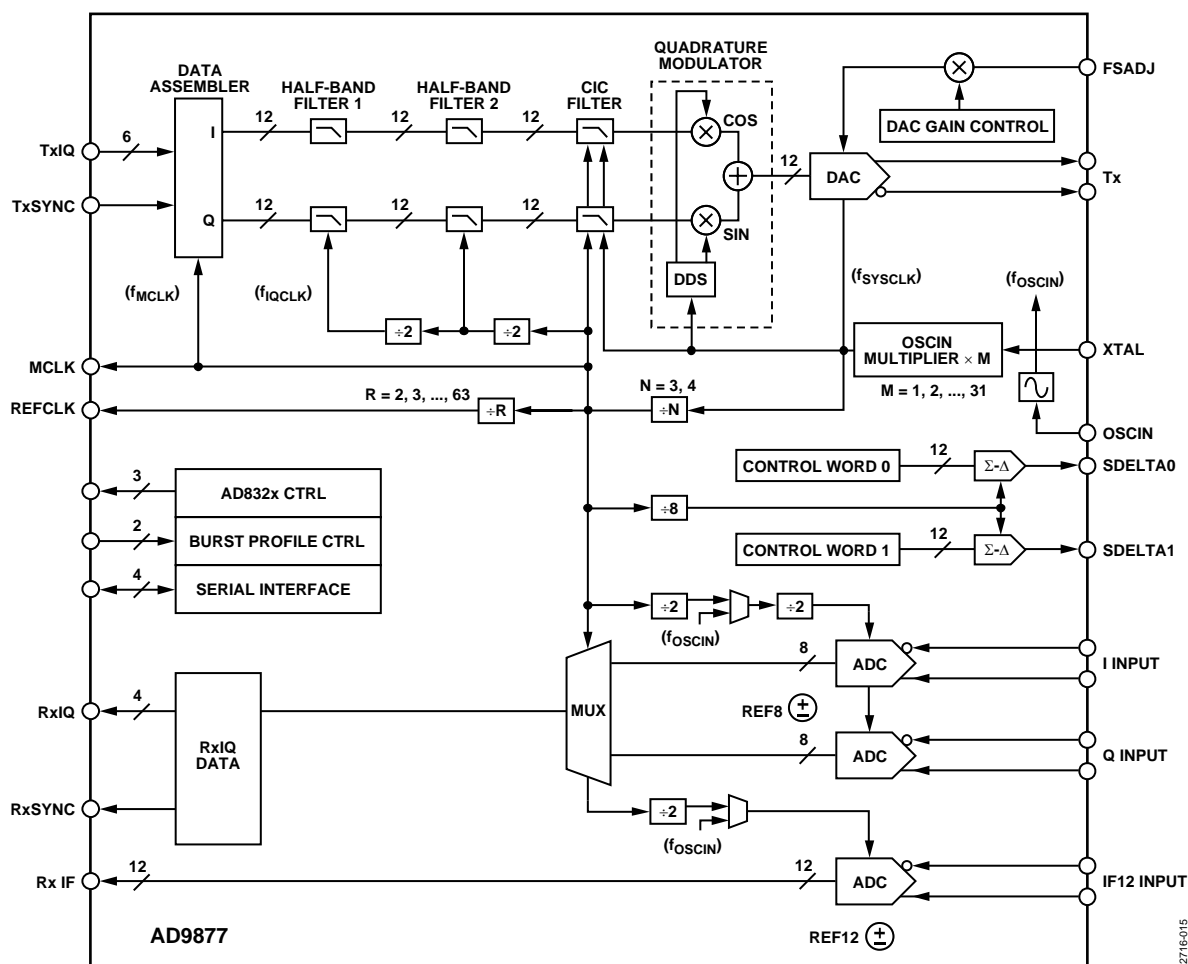 QUADRATURE
MODULATOR
DATA
ASSEMBLER
HALF-BAND
FILTER 1
HALF-BAND
FILTER 2
CIC
FILTER
FSADJ
DAC GAIN CONTROL
I
12
12
12
COS
TxIQ
6
12
DAC
Tx
TxSYNC
Q
12
12
12
SIN
DDS
(fMCLK)
(fIQCLK)
(fSYSCLK)
(fOSCIN)
÷2
÷2
OSCIN
MULTIPLIER × M
XTAL
MCLK
M = 1, 2, ..., 31
REFCLK
R = 2, 3, ..., 63
÷R
N = 3, 4
÷N
OSCIN
CONTROL WORD 0
12
Σ-Δ
SDELTA0
3
AD832x CTRL
÷8
2
BURST PROFILE CTRL
CONTROL WORD 1
12
Σ-Δ
SDELTA1
4
SERIAL INTERFACE
÷2
÷2
(fOSCIN)
8
ADC
I INPUT
RxIQ
4
RxIQ
DATA
MUX
REF8
8
ADC
Q INPUT
RxSYNC
÷2
(fOSCIN)
Rx IF
12
12
ADC
IF12 INPUT
AD9877
REF12
2716-015